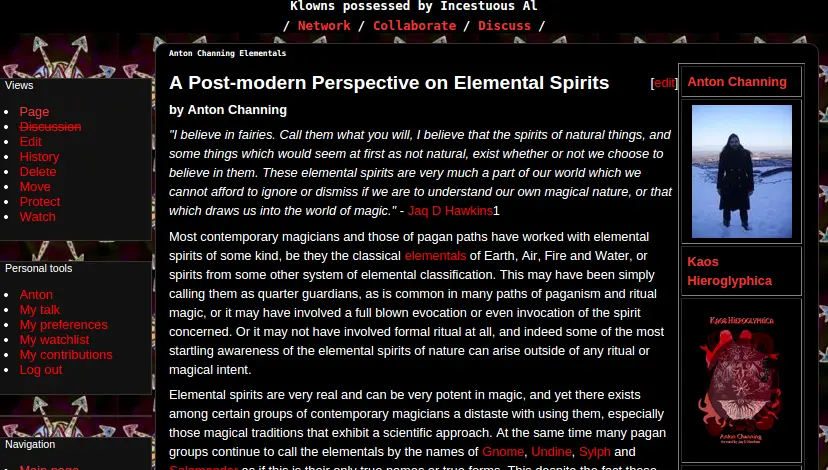 Klowns possessed by Incestuous Al
/ Network / Collaborate / Discuss /
Anton Channing Elementals
Views
Page
Discussion
Edit
History
Delete
Move
Protect
Watch
Personal tools
Anton
My talk
My preferences
My watchlist
My contributions
Log out
Navigation
Main page
A Post-modern Perspective on Elemental Spirits
[edit]
by Anton Channing
"I believe in fairies. Call them what you will, I believe that the spirits of natural things, and
some things which would seem at first as not natural, exist whether or not we choose to
believe in them. These elemental spirits are very much a part of our world which we
cannot afford to ignore or dismiss if we are to understand our own magical nature, or that
which draws us into the world of magic." - Jaq D Hawkins1
Most contemporary magicians and those of pagan paths have worked with elemental
spirits of some kind, be they the classical elementals of Earth, Air, Fire and Water, or
spirits from some other system of elemental classification. This may have been simply
calling them as quarter guardians, as is common in many paths of paganism and ritual
magic, or it may have involved a full blown evocation or even invocation of the spirit
concerned. Or it may not have involved formal ritual at all, and indeed some of the most
startling awareness of the elemental spirits of nature can arise outside of any ritual or
magical intent.
Elemental spirits are very real and can be very potent in magic, and yet there exists
among certain groups of contemporary magicians a distaste with using them, especially
those magical traditions that exhibit a scientific approach. At the same time many pagan
groups continue to call the elementals by the names of Gnome, Undine, Sylph and
Salamander as if this is their only true names or true forms. This despite the fact these
Anton Channing
Kaos
Hieroglyphica
Kaos Hieroglyphica
Anton Channing